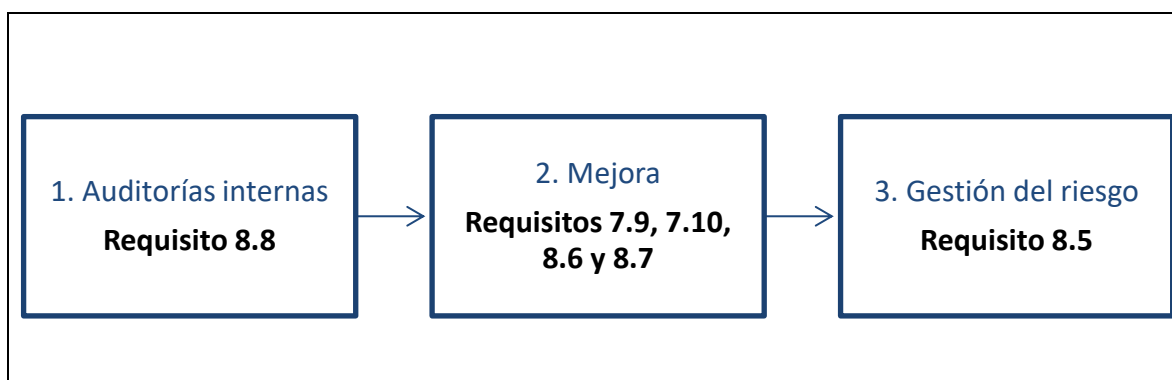 1. Auditorías internas
Requisito 8.8
2. Mejora
Requisitos 7.9, 7.10,
8.6 y 8.7
3. Gestión del riesgo
Requisito 8.5